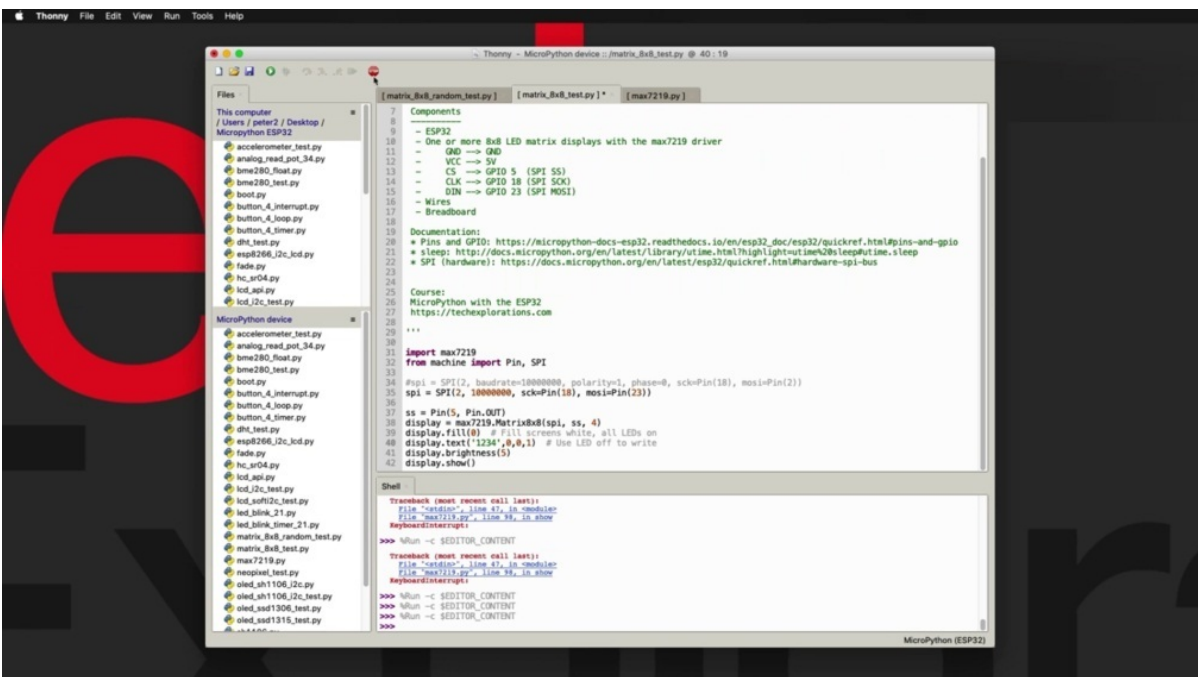 Thonny File Edit View Run Tools Help
Thonny - MicroPython device :: /matrix_8x8_test.py @ 40 : 19
STOP
Files
This computer
/ Users / peter2 / Desktop /
Micropython ESP32
accelerometer_test.py
analog_read_pot_34.py
bme280_float.py
bme280_test.py
boot.py
button_4_interrupt.py
button_4_loop.py
button_4_timer.py
dht_test.py
esp8266_i2c_lcd.py
fade.py
hc_sr04.py
lcd_api.py
lcd_i2c_test.py
MicroPython device
accelerometer_test.py
analog_read_pot_34.py
bme280_float.py
bme280_test.py
boot.py
button_4_interrupt.py
button_4_loop.py
button_4_timer.py
dht_test.py
esp8266_i2c_lcd.py
fade.py
hc_sr04.py
lcd_api.py
lcd_i2c_test.py
lcd_softi2c_test.py
led_blink_21.py
led_blink_timer_21.py
matrix_8x8_random_test.py
matrix_8x8_test.py
max7219.py
neopixel_test.py
oled_sh1106_i2c.py
oled_sh1106_i2c_test.py
oled_ssd1306_test.py
oled_ssd1315_test.py
[ matrix_8x8_random_test.py ] [ matrix_8x8_test.py ] * [ max7219.py ]
7 Components
8 ----------
9 - ESP32
10 - One or more 8x8 LED matrix displays with the max7219 driver
11 - GND --> GND
12 - VCC --> 5V
13 - CS --> GPIO 5 (SPI SS)
14 - CLK --> GPIO 18 (SPI SCK)
15 - DIN --> GPIO 23 (SPI MOSI)
16 - Wires
17 - Breadboard
18
19 Documentation:
20 * Pins and GPIO: https://micropython-docs-esp32.readthedocs.io/en/esp32_doc/esp32/quickref.html#pins-and-gpio
21 * sleep: http://docs.micropython.org/en/latest/library/utime.html?highlight=utime%20sleep#utime.sleep
22 * SPI (hardware): https://docs.micropython.org/en/latest/esp32/quickref.html#hardware-spi-bus
23
24
25 Course:
26 MicroPython with the ESP32
27 https://techexplorations.com
28
29 '''
30
31 import max7219
32 from machine import Pin, SPI
33
34 #spi = SPI(2, baudrate=10000000, polarity=1, phase=0, sck=Pin(18), mosi=Pin(2))
35 spi = SPI(2, 10000000, sck=Pin(18), mosi=Pin(23))
36
37 ss = Pin(5, Pin.OUT)
38 display = max7219.Matrix8x8(spi, ss, 4)
39 display.fill(0) # Fill screens white, all LEDs on
40 display.text('1234',0,0,1) # Use LED off to write
41 display.brightness(5)
42 display.show()
Shell
Traceback (most recent call last):
File "<stdin>", line 47, in <module>
File "max7219.py", line 98, in show
KeyboardInterrupt:
>>> %Run -c $EDITOR_CONTENT
Traceback (most recent call last):
File "<stdin>", line 47, in <module>
File "max7219.py", line 98, in show
KeyboardInterrupt:
>>> %Run -c $EDITOR_CONTENT
>>> %Run -c $EDITOR_CONTENT
>>> %Run -c $EDITOR_CONTENT
>>>
MicroPython (ESP32)